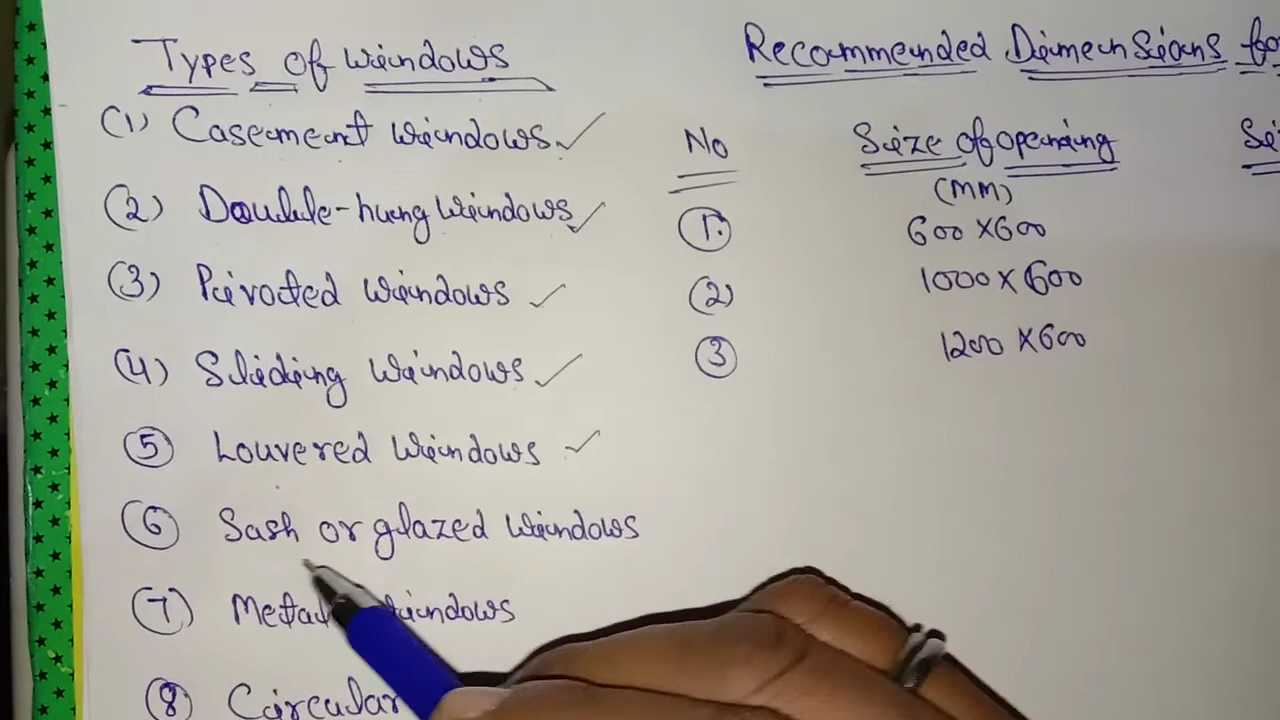 Types of Windows
(1) Casement Windows ✓
(2) Double-hung Windows ✓
(3) Pivoted Windows ✓
(4) Sliding Windows ✓
(5) Louvered Windows ✓
(6) Sash or glazed Windows
(7) Metal Windows
(8) Circular
Recommended Dimensions
No Size of opening
(MM)
1. 600 x 600
(2) 1000 x 600
3 1200 x 600